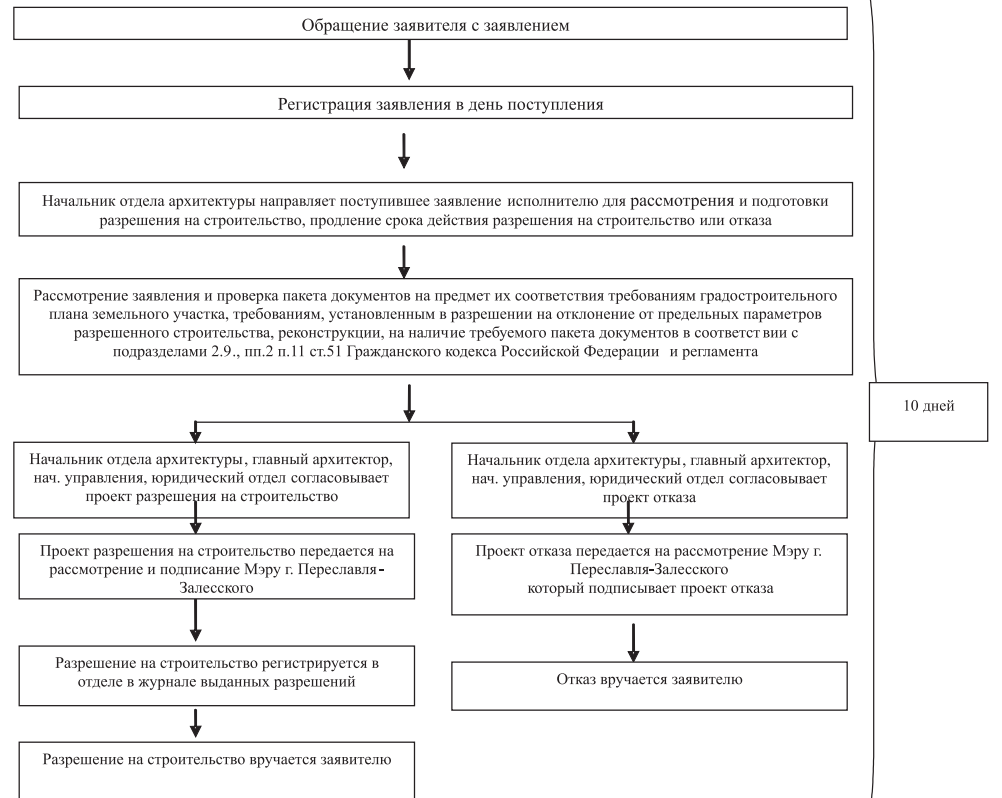 Обращение заявителя с заявлением
Регистрация заявления в день поступления
Начальник отдела архитектуры направляет поступившее заявление исполнителю для рассмотрения и подготовки
разрешения на строительство, продление срока действия разрешения на строительство или отказа
Рассмотрение заявления и проверка пакета документов на предмет их соответствия требованиям градостроительного
плана земельного участка, требованиям, установленным в разрешении на отклонение от предельных параметров
разрешенного строительства, реконструкции, на наличие требуемого пакета документов в соответствии с
подразделами 2.9., пп.2 п.11 ст.51 Гражданского кодекса Российской Федерации и регламента
10 дней
Начальник отдела архитектуры, главный архитектор,
нач. управления, юридический отдел согласовывает
проект разрешения на строительство
Начальник отдела архитектуры, главный архитектор,
нач. управления, юридический отдел согласовывает
проект отказа
Проект разрешения на строительство передается на
рассмотрение и подписание Мэру г. Переславля-
Залесского
Проект отказа передается на рассмотрение Мэру г.
Переславля-Залесского
который подписывает проект отказа
Разрешение на строительство регистрируется в
отделе в журнале выданных разрешений
Отказ вручается заявителю
Разрешение на строительство вручается заявителю